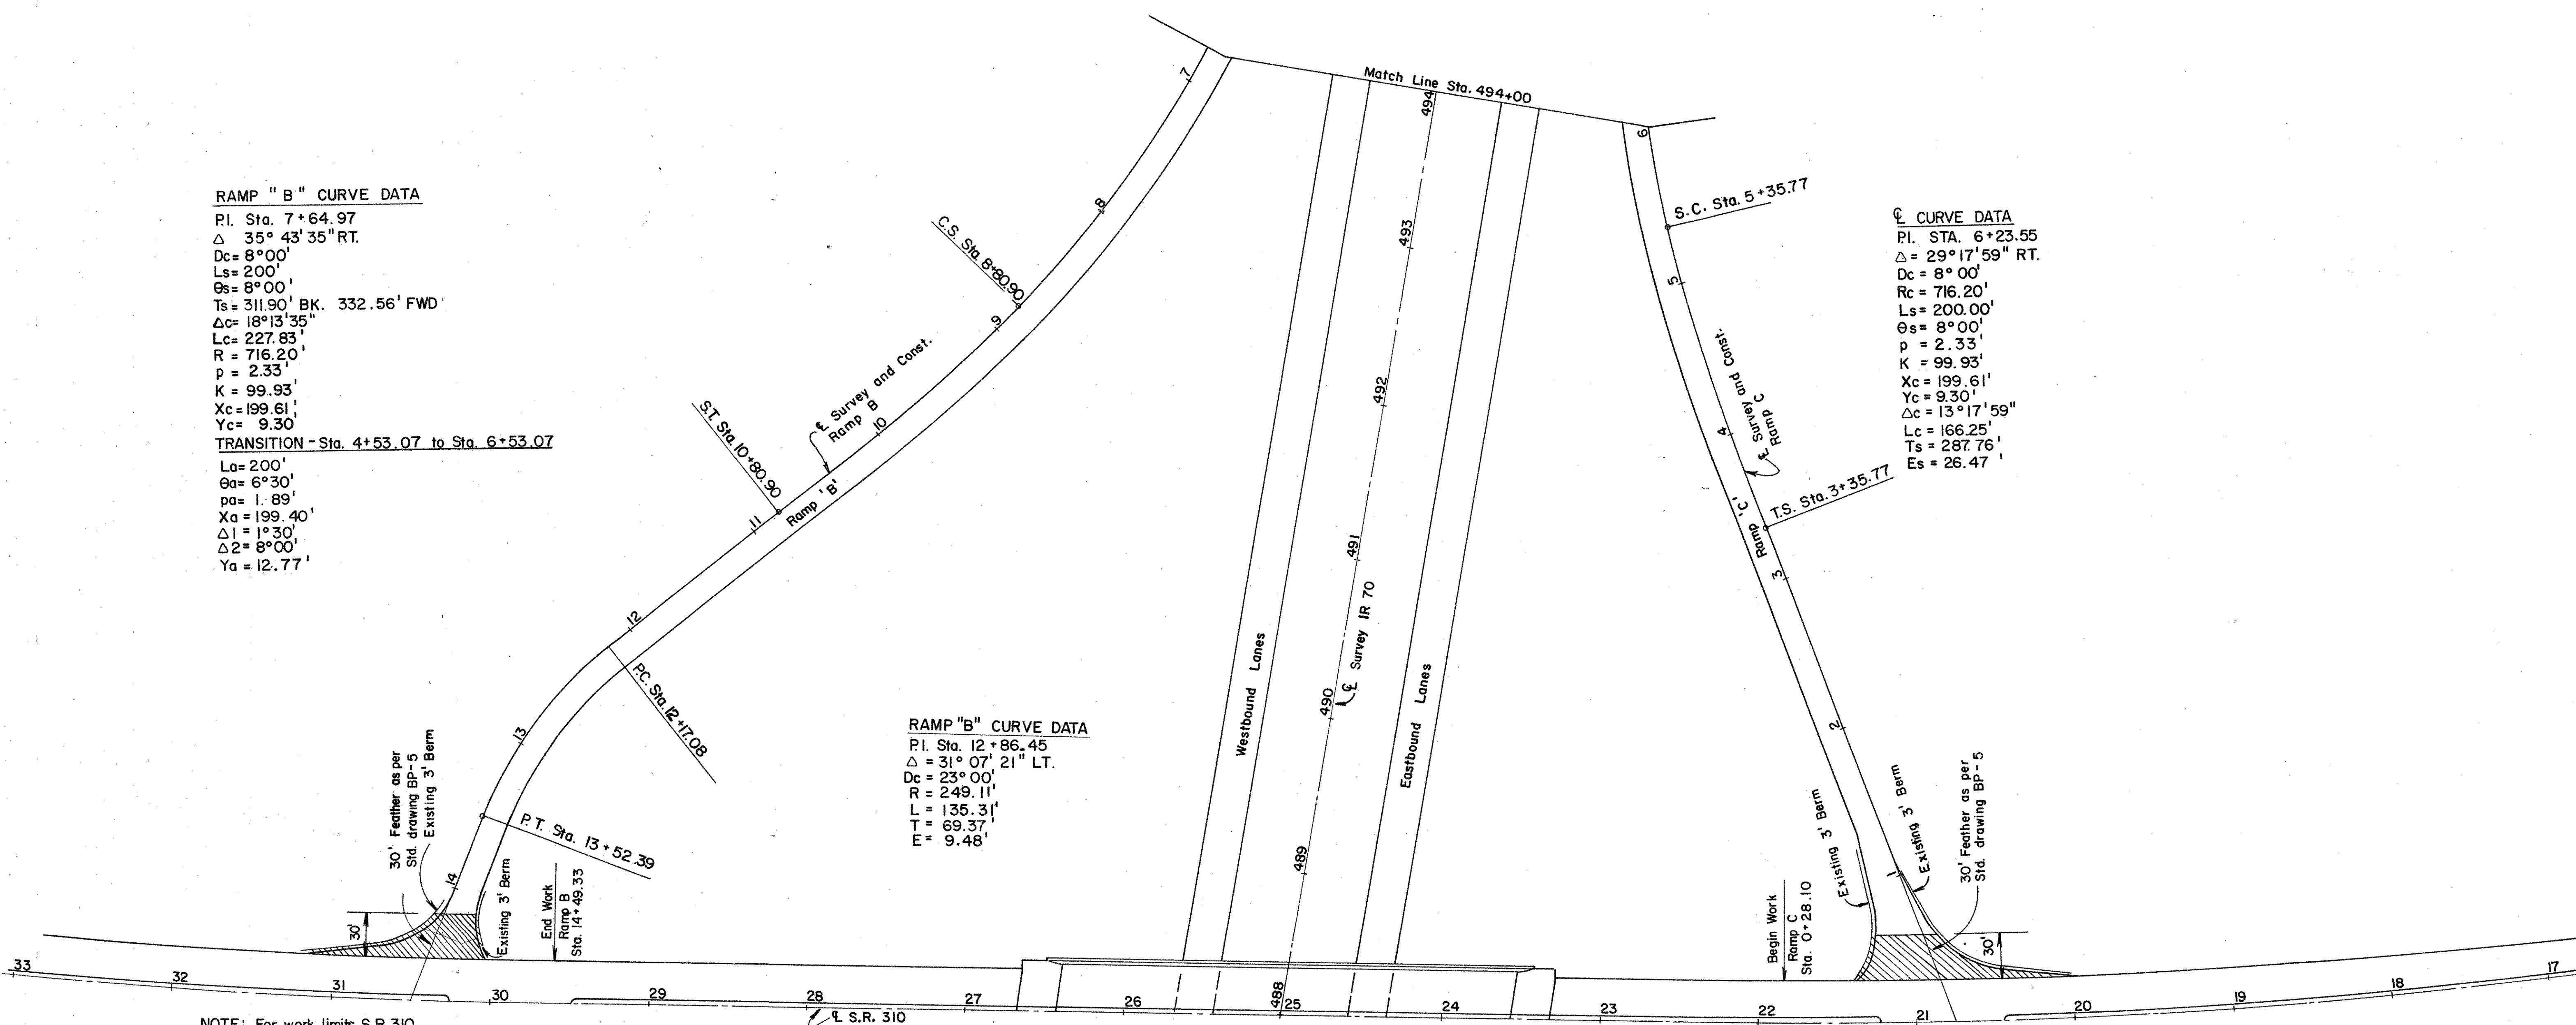 Match Line Sta. 494+00
RAMP "B" CURVE DATA
P.I. Sta. 7+64.97
△ 35° 43' 35" RT.
Dc= 8°00'
Ls= 200'
θs= 8°00'
Ts= 311.90' BK. 332.56' FWD
△c= 18°13'35"
Lc= 227.83'
R = 716.20'
p = 2.33'
K = 99.93'
Xc=199.61'
Yc= 9.30'
TRANSITION - Sta. 4+53.07 to Sta. 6+53.07
La= 200'
θa= 6°30'
pa= 1.89'
Xa=199.40'
△1= 1°30'
△2= 8°00'
Ya=12.77'
7
8
C.S. Sta. 8+80.90
9
℄ Survey and Const.
Ramp B
10
S.T. Sta. 10+80.90
Ramp 'B'
11
12
P.C. Sta. 12+17.08
13
P.T. Sta. 13+52.39
14
30' Feather as per
Std. drawing BP-5
Existing 3' Berm
30'
Existing 3' Berm
End Work
Ramp B
Sta. 14+49.33
RAMP "B" CURVE DATA
P.I. Sta. 12+86.45
△ = 31° 07' 21" LT.
Dc = 23°00'
R = 249.11'
L = 135.31'
T = 69.37'
E = 9.48'
494
493
492
491
490
489
488
℄ Survey IR 70
Westbound Lanes
Eastbound Lanes
6
S.C. Sta. 5+35.77
5
℄ Survey and Const.
Ramp C
4
T.S. Sta. 3+35.77
Ramp 'C'
3
2
1
℄ CURVE DATA
P.I. STA. 6+23.55
△= 29°17'59" RT.
Dc = 8°00'
Rc = 716.20'
Ls = 200.00'
θs = 8°00'
p = 2.33'
K = 99.93'
Xc = 199.61'
Yc = 9.30'
△c = 13°17'59"
Lc = 166.25'
Ts = 287.76'
Es = 26.47'
Existing 3' Berm
Existing 3' Berm
30' Feather as per
Std. drawing BP-5
30'
Begin Work
Ramp C
Sta. 0+28.10
33 32 31 30 29 28 27 26 25 24 23 22 21 20 19 18 17
℄ S.R. 310
NOTE: For work limits S.R. 310